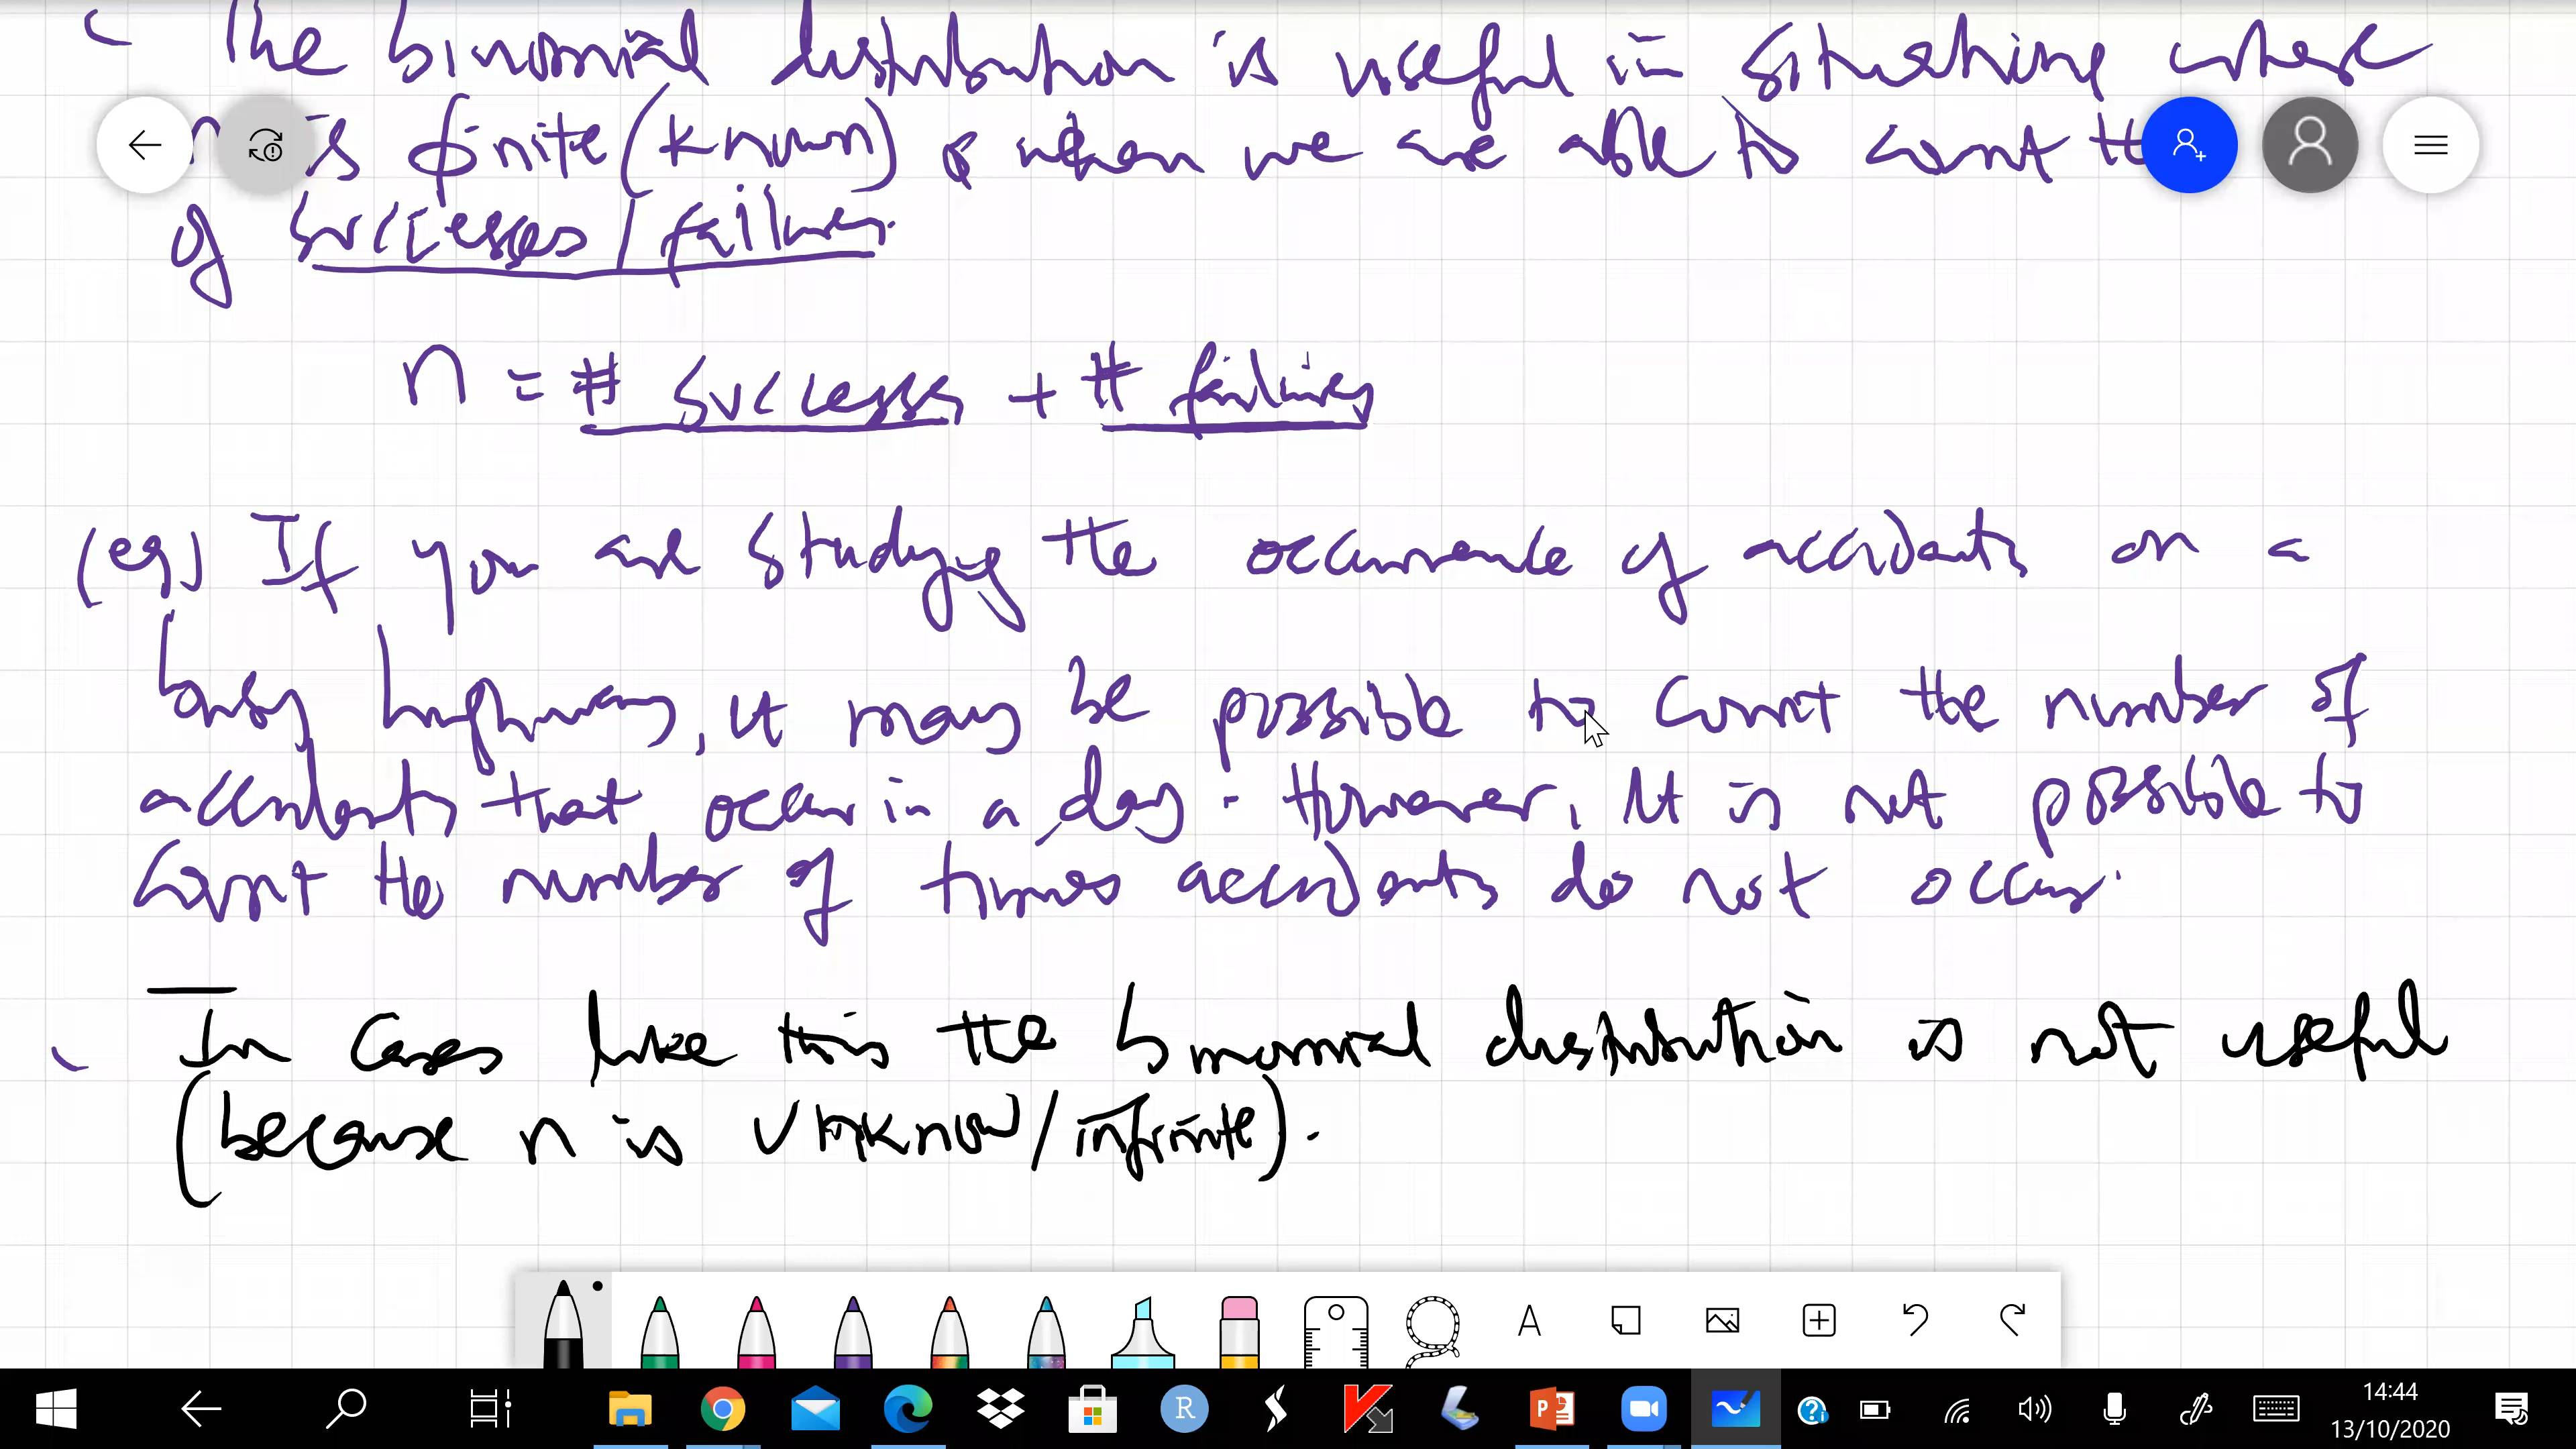 The binomial distribution is useful in situations where
n is finite (known) & when we are able to count the
of successes / failures.
n = # successes + # failures
(eg) If you are studying the occurrence of accidents on a
busy highway, it may be possible to count the number of
accidents that occur in a day. However, it is not possible to
count the number of times accidents do not occur.
In cases like this the binomial distribution is not useful
(because n is unknow/infinite).
A
R
P
14:44
13/10/2020